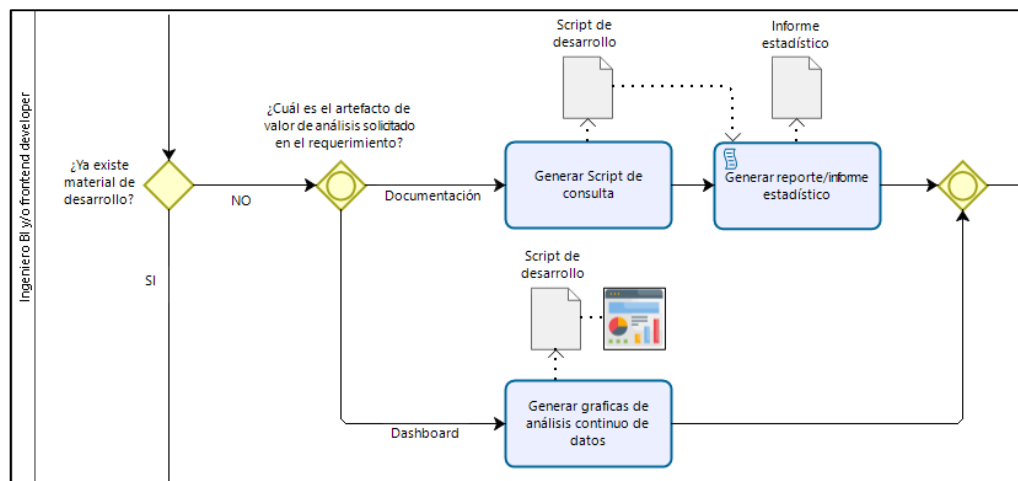 Ingeniero BI y/o frontend developer
¿Ya existe
material de
desarrollo?
NO
SI
¿Cuál es el artefacto de
valor de análisis solicitado
en el requerimiento?
Documentación
Dashboard
Script de
desarrollo
Generar Script de
consulta
Informe
estadístico
Generar reporte/informe
estadístico
Script de
desarrollo
Generar graficas de
análisis continuo de
datos